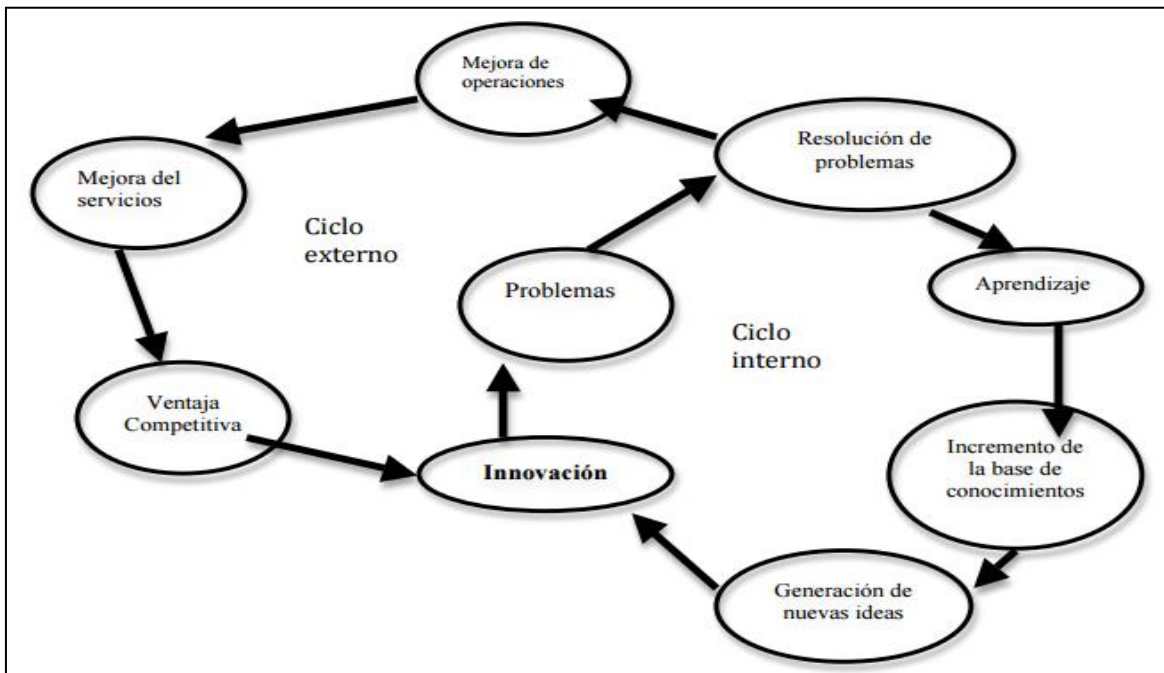 Mejora de
operaciones
Resolución de
problemas
Mejora del
servicios
Ciclo
externo
Problemas
Aprendizaje
Ciclo
interno
Ventaja
Competitiva
Innovación
Incremento de
la base de
conocimientos
Generación de
nuevas ideas